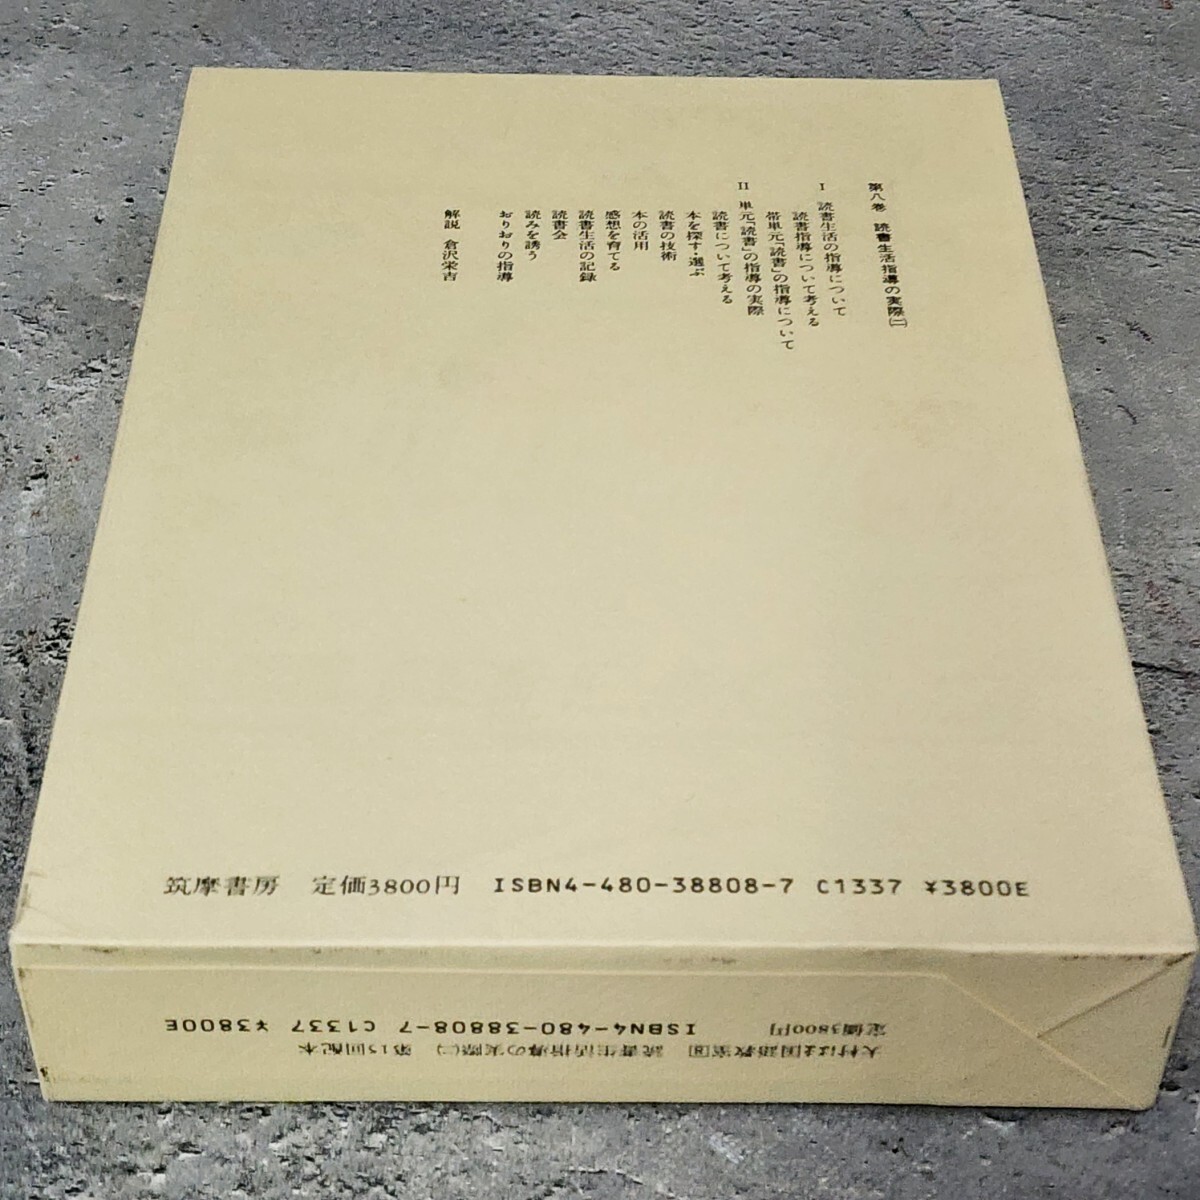 第八巻 読書生活指導の実際㈡
I 読書生活の指導について
読書指導について考える
帯単元「読書」の指導について
II 単元「読書」の指導の実際
読書について考える
本を探す・選ぶ
読書の技術
本の活用
感想を育てる
読書生活の記録
読書会
読みを誘う
おりおりの指導
解説 倉沢栄吉
筑摩書房 定価3800円 ISBN4-480-38808-7 C1337 ¥3800E
大村はま国語教室⑧ 読書生活指導の実際㈡ 第15回配本
定価3800円 ISBN4-480-38808-7 C1337 ¥3800E